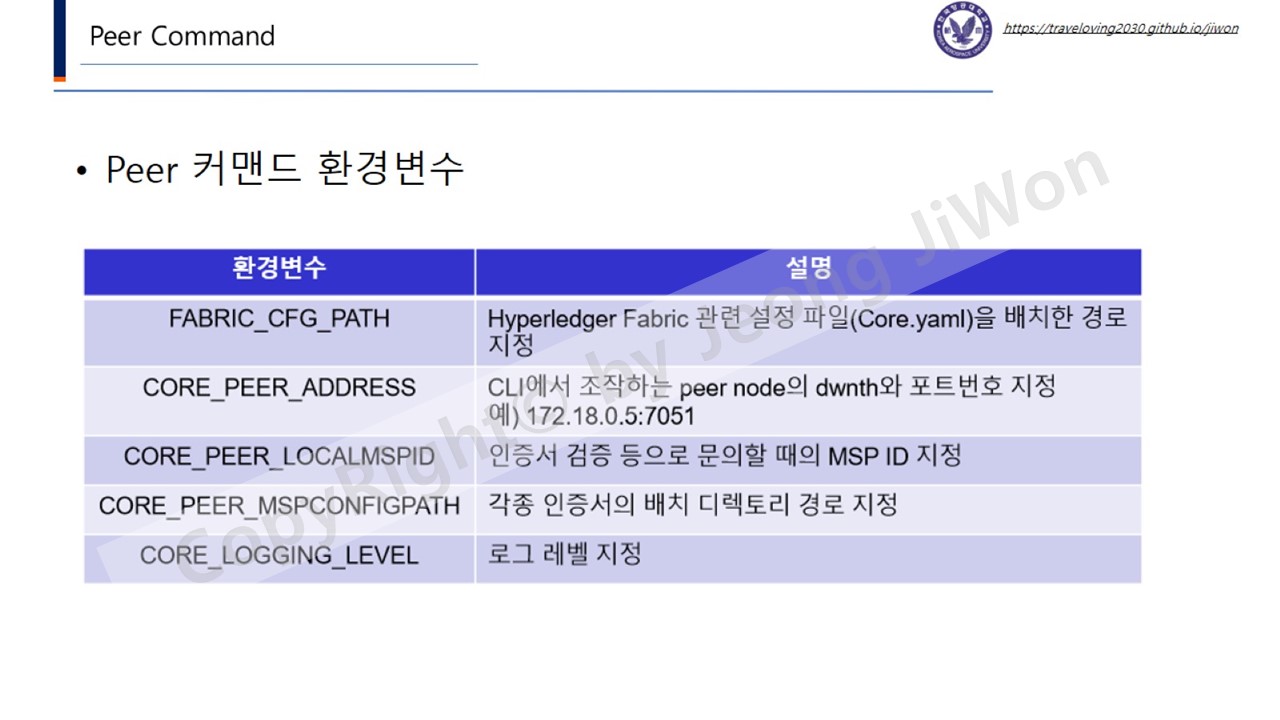 Peer Command
https://traveloving2030.github.io/jiwon
• Peer 커맨드 환경변수
환경변수 설명
FABRIC_CFG_PATH Hyperledger Fabric 관련 설정 파일(Core.yaml)을 배치한 경로
지정
CORE_PEER_ADDRESS CLI에서 조작하는 peer node의 dwnth와 포트번호 지정
예) 172.18.0.5:7051
CORE_PEER_LOCALMSPID 인증서 검증 등으로 문의할 때의 MSP ID 지정
CORE_PEER_MSPCONFIGPATH 각종 인증서의 배치 디렉토리 경로 지정
CORE_LOGGING_LEVEL 로그 레벨 지정
CopyRight© by Jeong JiWon